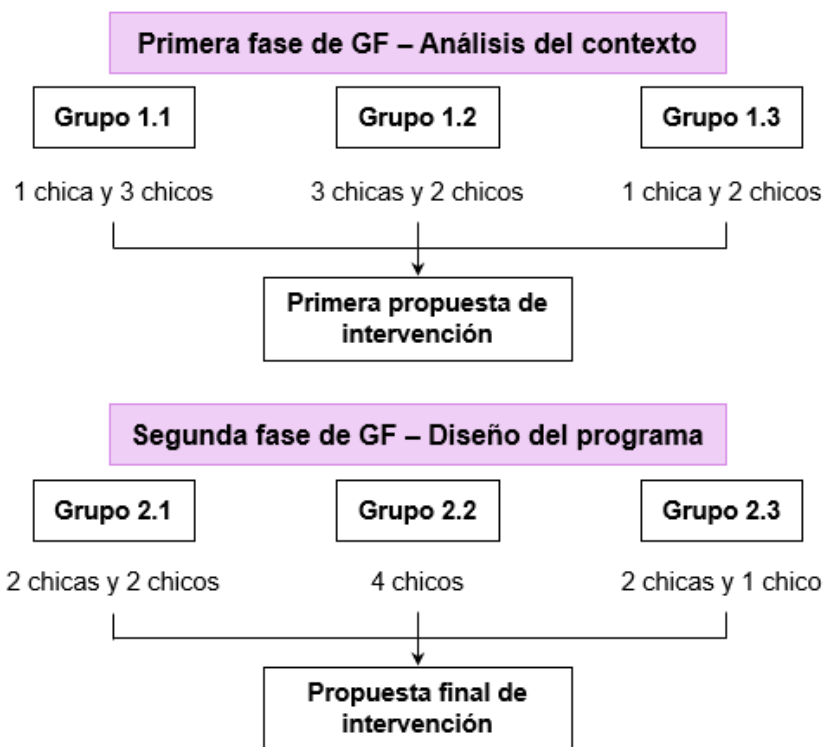 Primera fase de GF – Análisis del contexto
Grupo 1.1
Grupo 1.2
Grupo 1.3
1 chica y 3 chicos
3 chicas y 2 chicos
1 chica y 2 chicos
Primera propuesta de
intervención
Segunda fase de GF – Diseño del programa
Grupo 2.1
Grupo 2.2
Grupo 2.3
2 chicas y 2 chicos
4 chicos
2 chicas y 1 chico
Propuesta final de
intervención